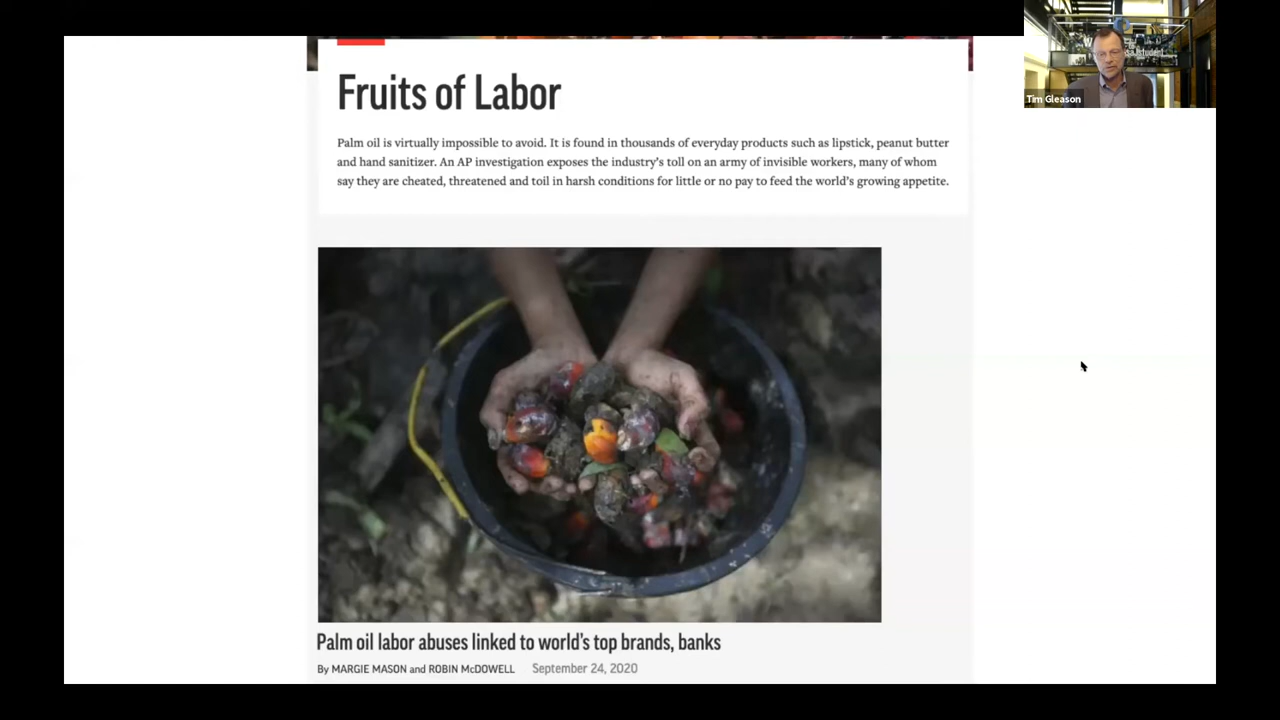 Fruits of Labor
Palm oil is virtually impossible to avoid. It is found in thousands of everyday products such as lipstick, peanut butter
and hand sanitizer. An AP investigation exposes the industry's toll on an army of invisible workers, many of whom
say they are cheated, threatened and toil in harsh conditions for little or no pay to feed the world's growing appetite.
Palm oil labor abuses linked to world's top brands, banks
By MARGIE MASON and ROBIN McDOWELL September 24, 2020
Tim Gleason